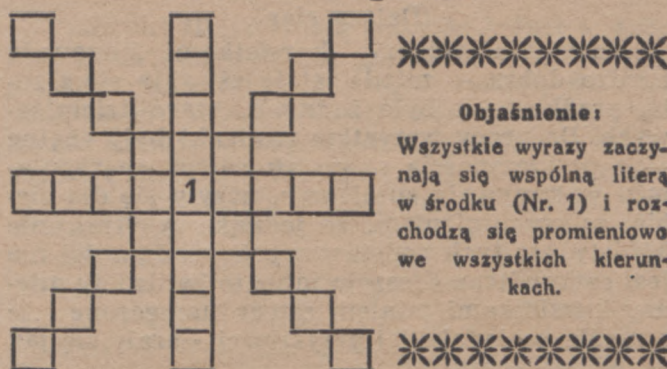 1
Objaśnienie:
Wszystkie wyrazy zaczy-
nają się wspólną literą
w środku (Nr. 1) i roz-
chodzą się promieniowo
we wszystkich kierun-
kach.